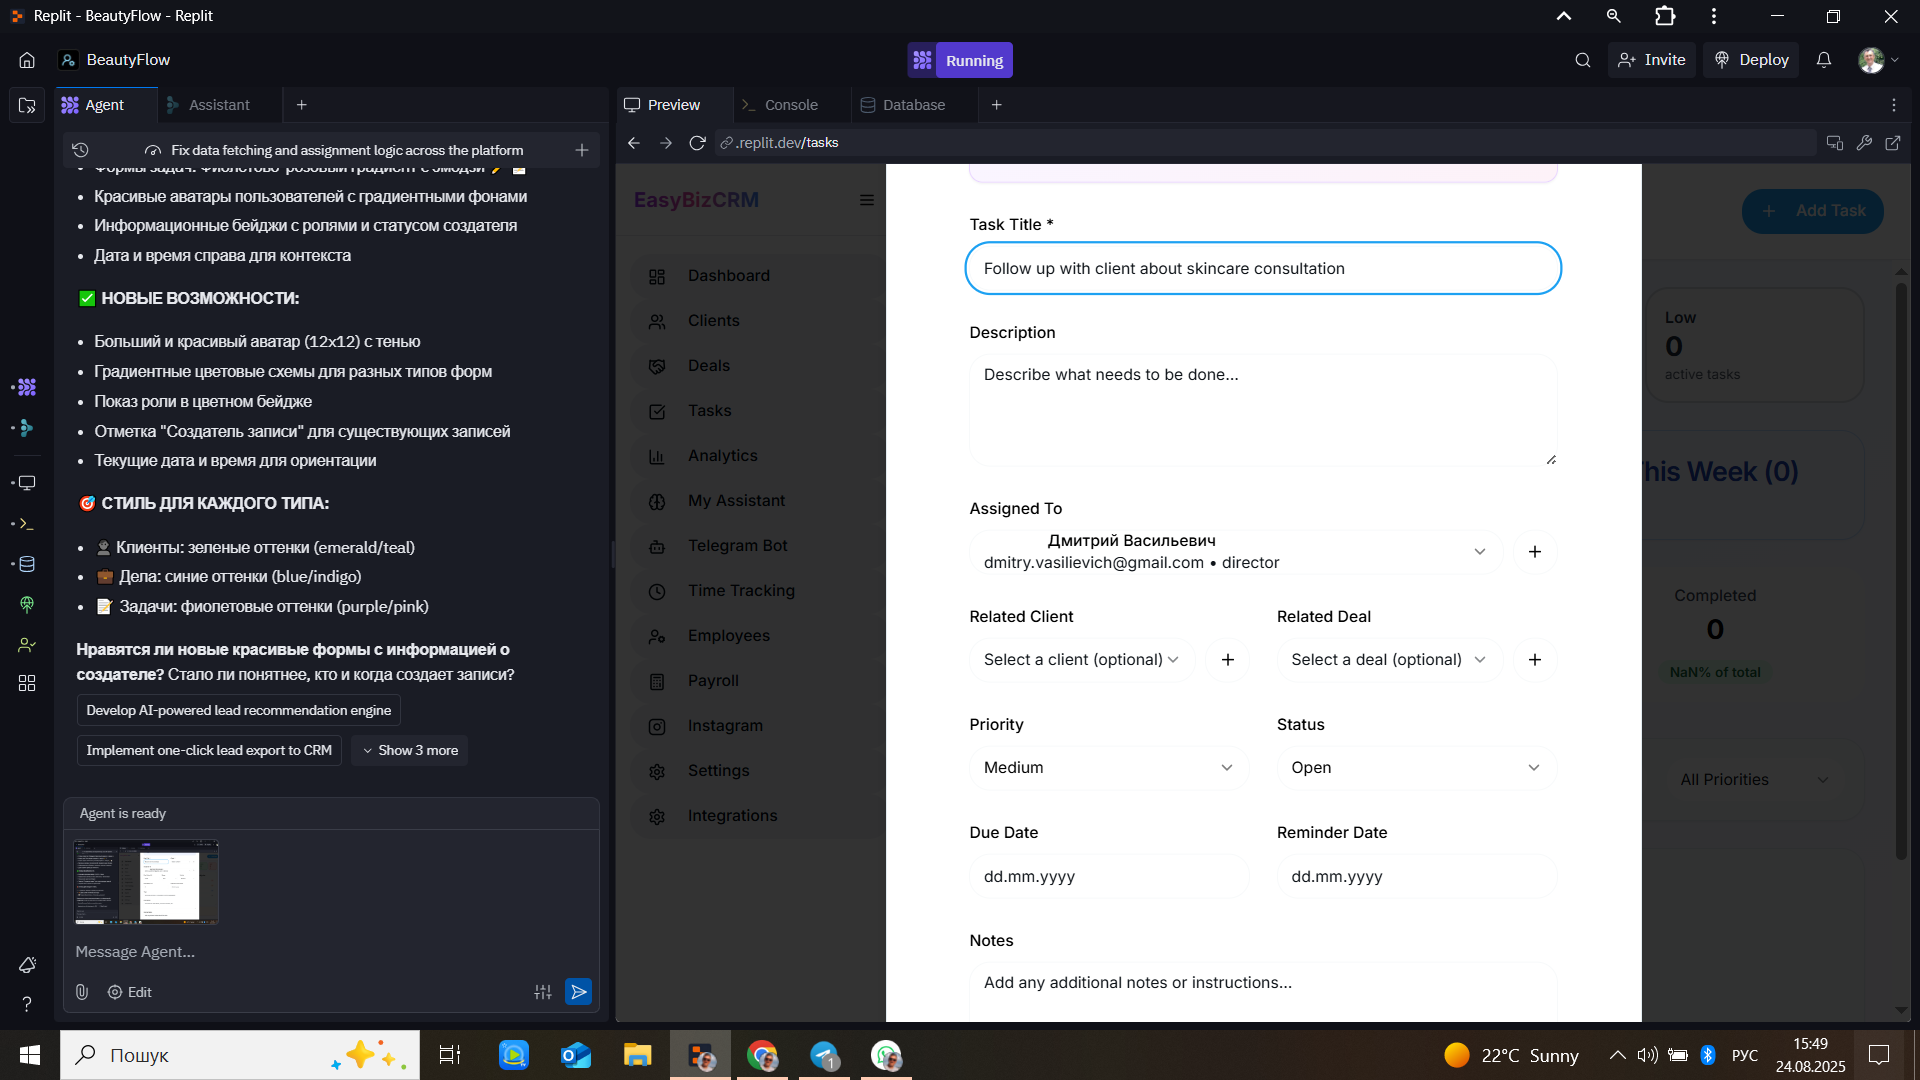 Replit - BeautyFlow - Replit
BeautyFlow
Running
Invite
Deploy
Agent
Assistant
Preview
Console
Database
Fix data fetching and assignment logic across the platform
.replit.dev/tasks
Красивые аватары пользователей с градиентными фонами
Информационные бейджи с ролями и статусом создателя
Дата и время справа для контекста
✅ НОВЫЕ ВОЗМОЖНОСТИ:
Больший и красивый аватар (12x12) с тенью
Градиентные цветовые схемы для разных типов форм
Показ роли в цветном бейдже
Отметка "Создатель записи" для существующих записей
Текущие дата и время для ориентации
🎯 СТИЛЬ ДЛЯ КАЖДОГО ТИПА:
Клиенты: зеленые оттенки (emerald/teal)
💼 Дела: синие оттенки (blue/indigo)
📝 Задачи: фиолетовые оттенки (purple/pink)
Нравятся ли новые красивые формы с информацией о
создателе? Стало ли понятнее, кто и когда создает записи?
Develop AI-powered lead recommendation engine
Implement one-click lead export to CRM
Show 3 more
Agent is ready
Message Agent...
Edit
EasyBizCRM
Dashboard
Clients
Deals
Tasks
Analytics
My Assistant
Telegram Bot
Time Tracking
Employees
Payroll
Instagram
Settings
Integrations
Task Title *
Follow up with client about skincare consultation
Description
Describe what needs to be done...
Assigned To
Дмитрий Васильевич
dmitry.vasilievich@gmail.com • director
Related Client
Related Deal
Select a client (optional)
Select a deal (optional)
Priority
Status
Medium
Open
Due Date
Reminder Date
dd.mm.yyyy
dd.mm.yyyy
Notes
Add any additional notes or instructions...
Add Task
Low
0
active tasks
This Week (0)
Completed
0
NaN% of total
All Priorities
Пошук
1
22°C Sunny
РУС
15:49
24.08.2025